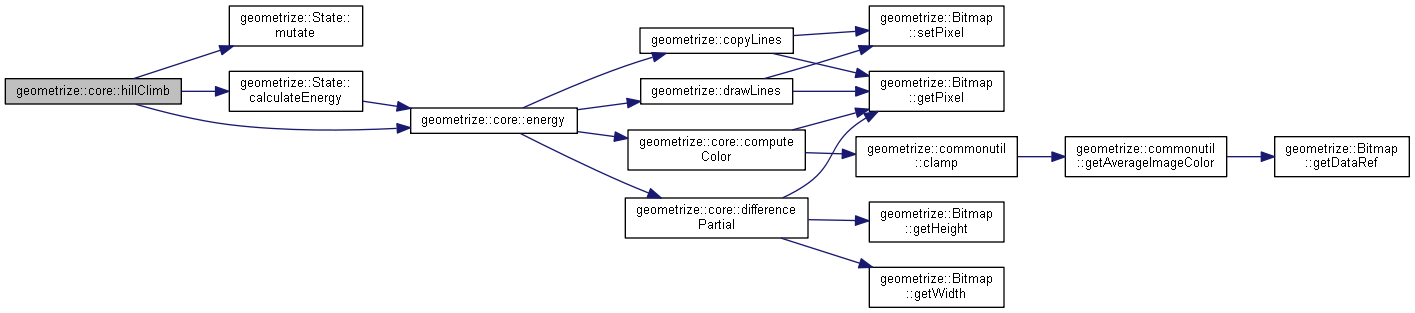 geometrize::core::hillClimb
geometrize::State::
mutate
geometrize::State::
calculateEnergy
geometrize::core::energy
geometrize::copyLines
geometrize::drawLines
geometrize::core::compute
Color
geometrize::core::difference
Partial
geometrize::Bitmap
::setPixel
geometrize::Bitmap
::getPixel
geometrize::commonutil
::clamp
geometrize::Bitmap
::getHeight
geometrize::Bitmap
::getWidth
geometrize::commonutil
::getAverageImageColor
geometrize::Bitmap
::getDataRef